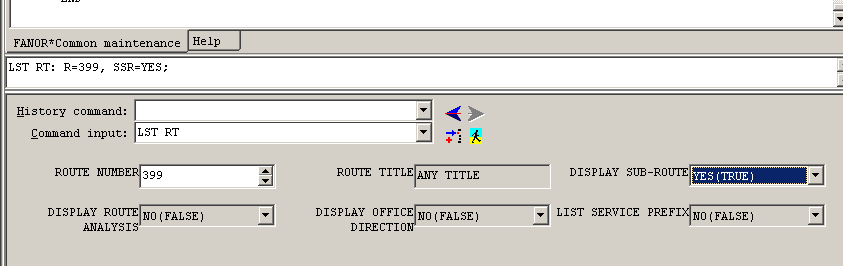 END
FANOR*Common maintenance Help
LST RT: R=399, SSR=YES;
History command:
Command input: LST RT
ROUTE NUMBER 399 ROUTE TITLE ANY TITLE DISPLAY SUB-ROUTE YES(TRUE)
DISPLAY ROUTE ANALYSIS NO(FALSE) DISPLAY OFFICE DIRECTION NO(FALSE) LIST SERVICE PREFIX NO(FALSE)